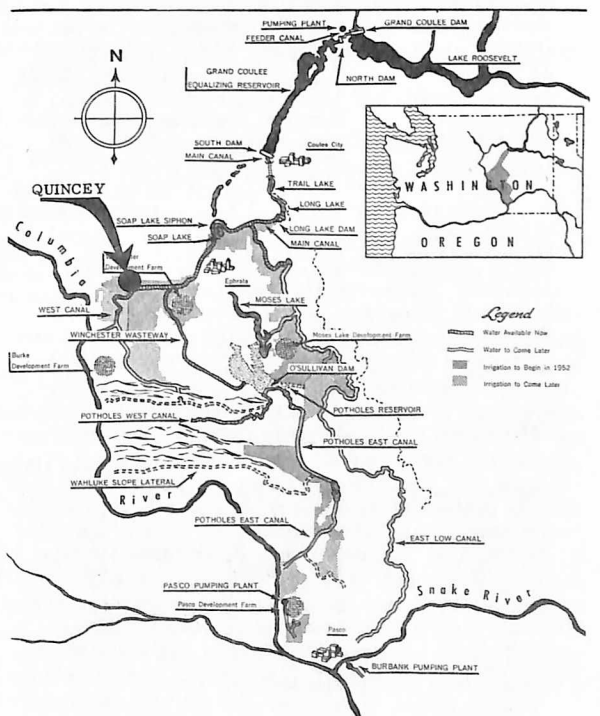 PUMPING PLANT
GRAND COULEE DAM
FEEDER CANAL
LAKE ROOSEVELT
NORTH DAM
GRAND COULEE
EQUALIZING RESERVOIR
N
SOUTH DAM
Coulee City
MAIN CANAL
TRAIL LAKE
WASHINGTON
OREGON
QUINCEY
LONG LAKE
SOAP LAKE SIPHON
LONG LAKE DAM
SOAP LAKE
MAIN CANAL
Columbia
Development Farm
Ephrata
MOSES LAKE
WEST CANAL
Legend
Water Available Now
Water to Come Later
Irrigation to Begin in 1952
Irrigation to Come Later
WINCHESTER WASTEWAY
Moses Lake Development Farm
Burke
Development Farm
O'SULLIVAN DAM
POTHOLES RESERVOIR
POTHOLES WEST CANAL
POTHOLES EAST CANAL
WAHLUKE SLOPE LATERAL
River
POTHOLES EAST CANAL
EAST LOW CANAL
PASCO PUMPING PLANT
Pasco Development Farm
Snake River
Pasco
BURBANK PUMPING PLANT